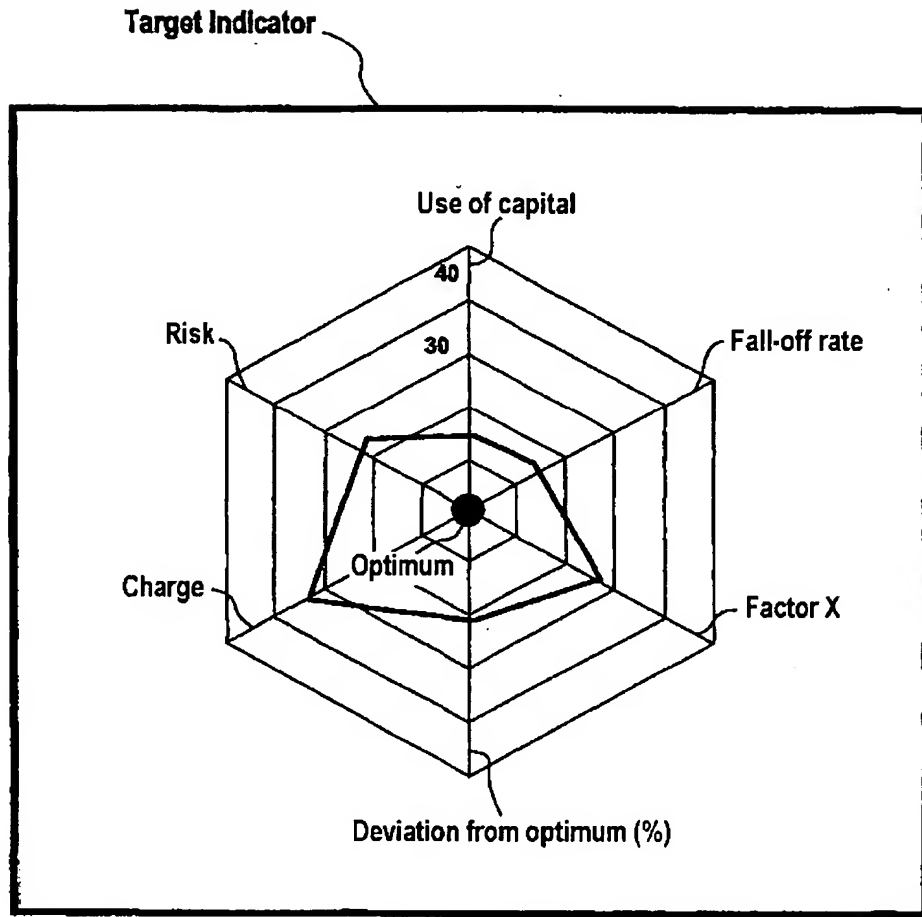 Target Indicator
Use of capital
40
Risk
30
Fall-off rate
Optimum
Charge
Factor X
Deviation from optimum (%)